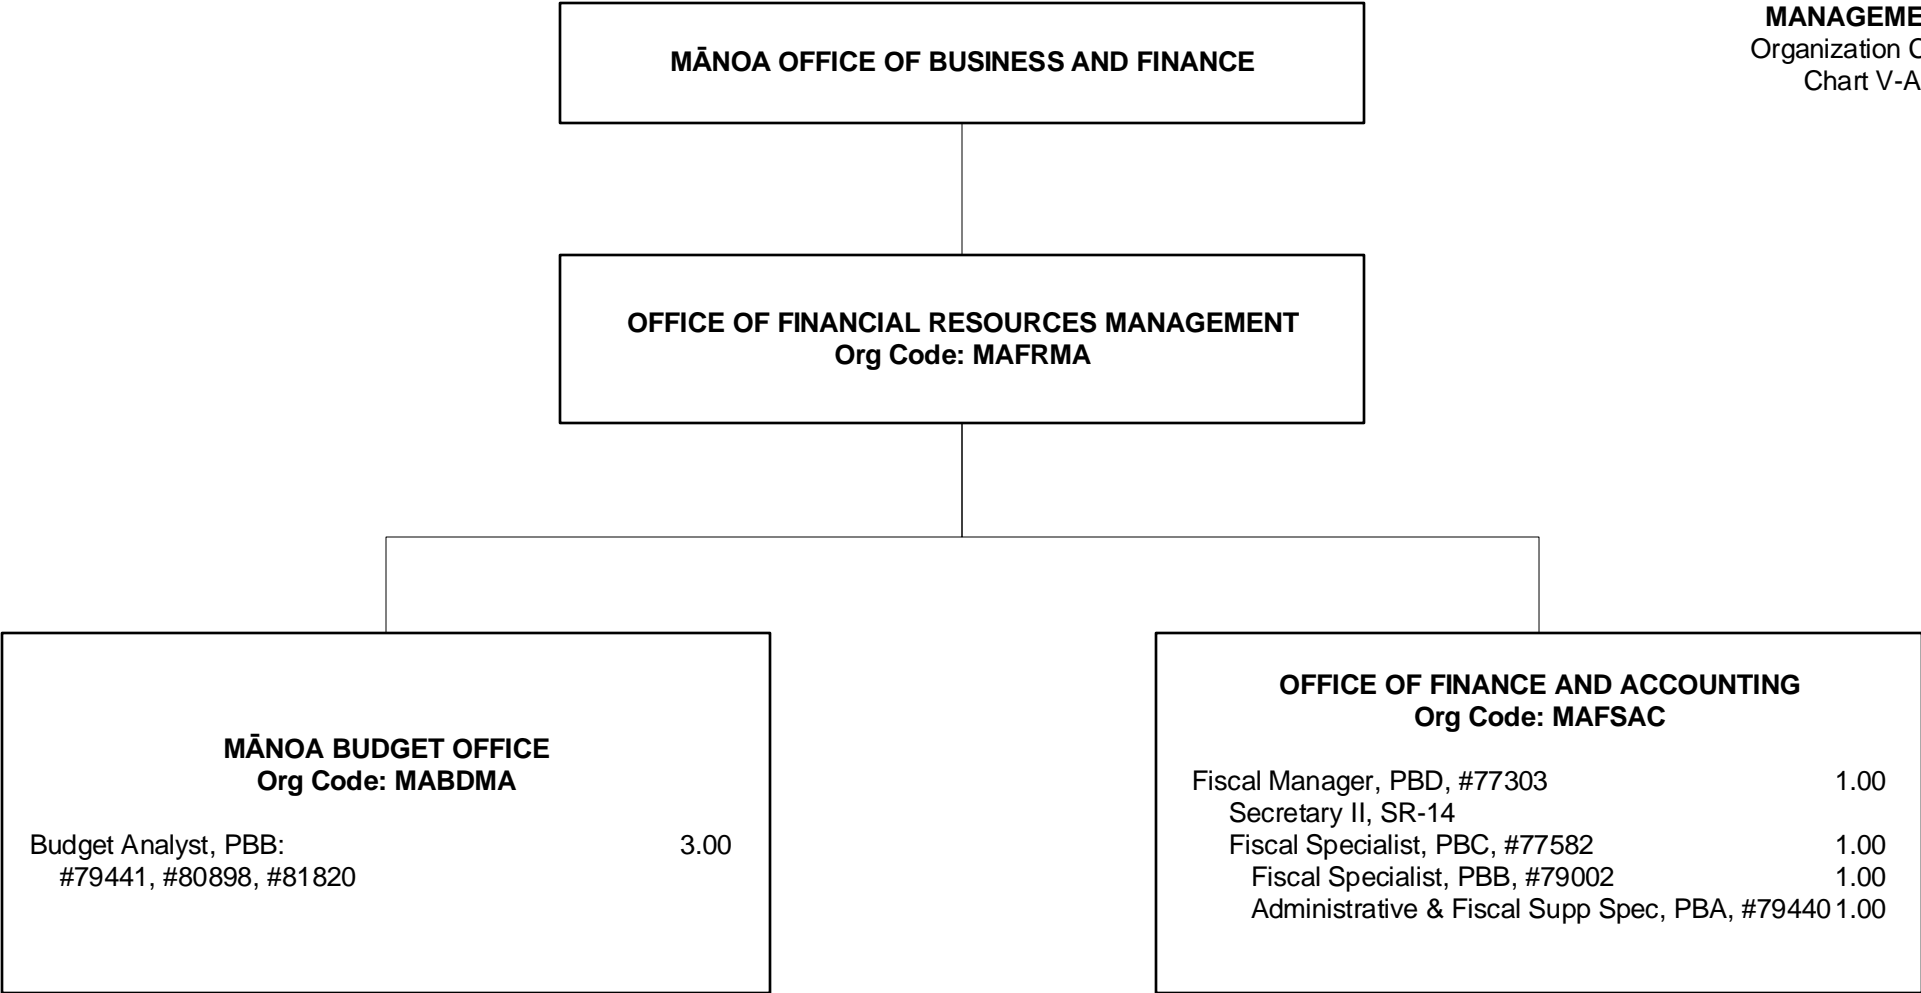 MĀNOA OFFICE OF BUSINESS AND FINANCE
Organization
Chart V-A
OFFICE OF FINANCIAL RESOURCES MANAGEMENT
Org Code: MAFRMA
MĀNOA BUDGET OFFICE
Org Code: MABDMA
Budget Analyst, PBB: 3.00
#79441, #80898, #81820
OFFICE OF FINANCE AND ACCOUNTING
Org Code: MAFSAC
Fiscal Manager, PBD, #77303 1.00
Secretary II, SR-14
Fiscal Specialist, PBC, #77582 1.00
Fiscal Specialist, PBB, #79002 1.00
Administrative & Fiscal Supp Spec, PBA, #79440 1.00